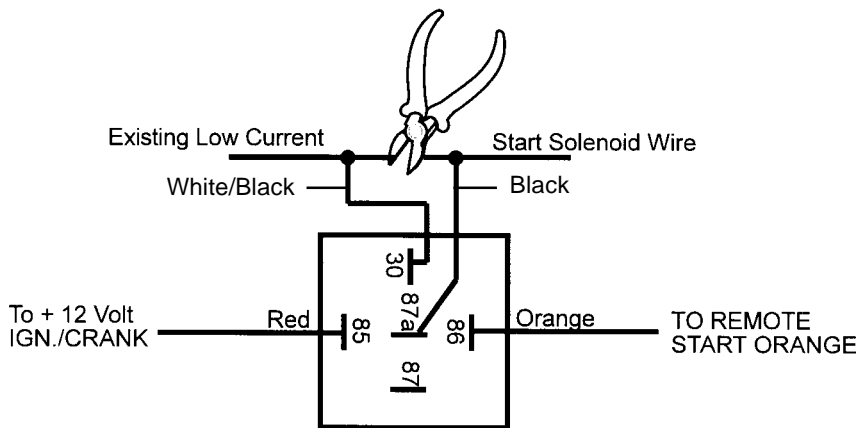 Existing Low Current
Start Solenoid Wire
White/Black
Black
30
87a
To + 12 Volt
IGN./CRANK
Red
85
86
Orange
TO REMOTE
START ORANGE
87